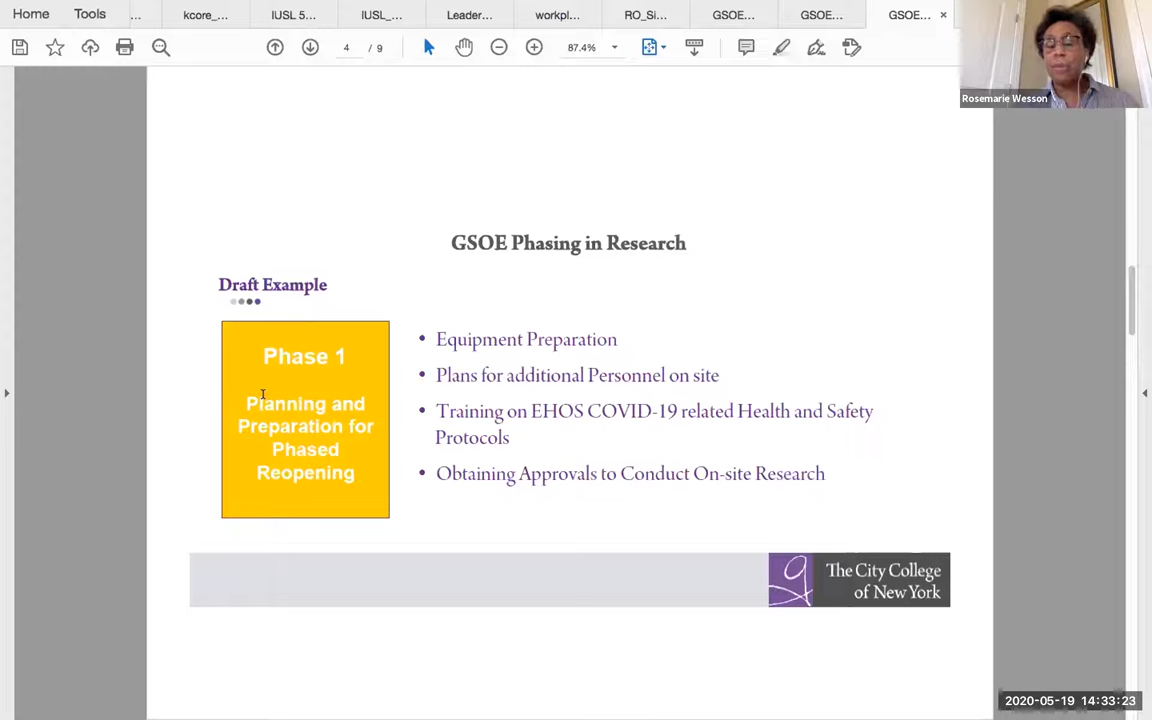 Home Tools ... kcore_... IUSL 5... IUSL_... Leader... workpl... RO_Si... GSOE... GSOE... GSOE... ×
4 / 9 87.4%
Rosemarie Wesson
GSOE Phasing in Research
Draft Example
Phase 1
Planning and
Preparation for
Phased
Reopening
• Equipment Preparation
• Plans for additional Personnel on site
• Training on EHOS COVID-19 related Health and Safety
Protocols
• Obtaining Approvals to Conduct On-site Research
The City College
of New York
2020-05-19 14:33:23